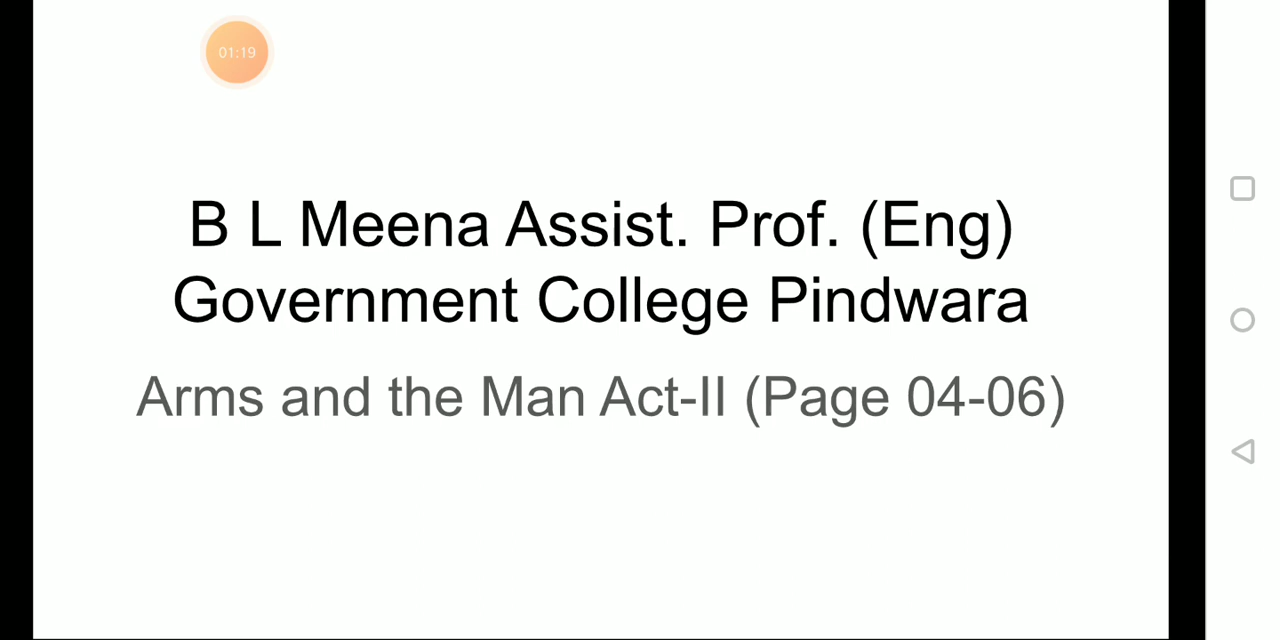 01:19
B L Meena Assist. Prof. (Eng)
Government College Pindwara
Arms and the Man Act-II (Page 04-06)